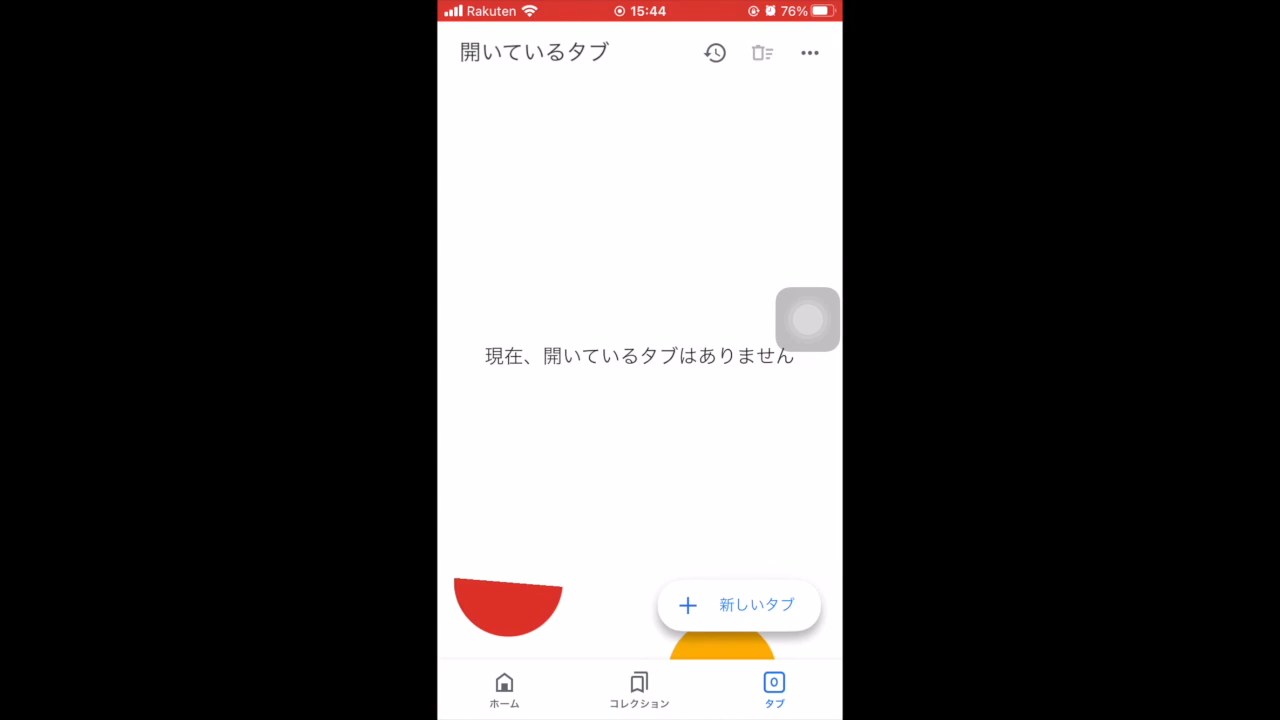 Rakuten 15:44 76%
開いているタブ
現在、開いているタブはありません
新しいタブ
ホーム コレクション 0 タブ